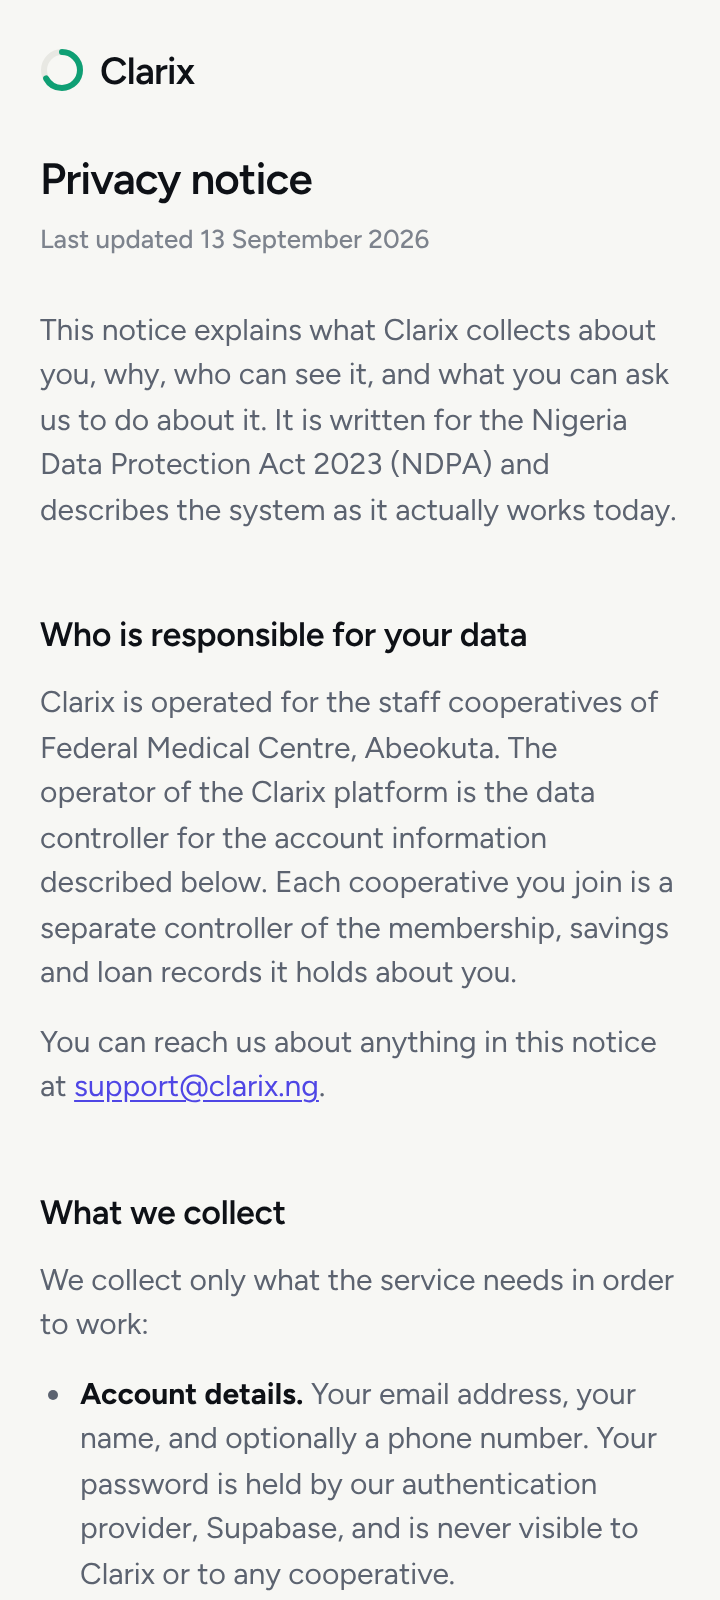 Clarix
Privacy notice
Last updated 13 September 2026
This notice explains what Clarix collects about
you, why, who can see it, and what you can ask
us to do about it. It is written for the Nigeria
Data Protection Act 2023 (NDPA) and
describes the system as it actually works today.
Who is responsible for your data
Clarix is operated for the staff cooperatives of
Federal Medical Centre, Abeokuta. The
operator of the Clarix platform is the data
controller for the account information
described below. Each cooperative you join is a
separate controller of the membership, savings
and loan records it holds about you.
You can reach us about anything in this notice
at support@clarix.ng.
What we collect
We collect only what the service needs in order
to work:
• Account details. Your email address, your
name, and optionally a phone number. Your
password is held by our authentication
provider, Supabase, and is never visible to
Clarix or to any cooperative.